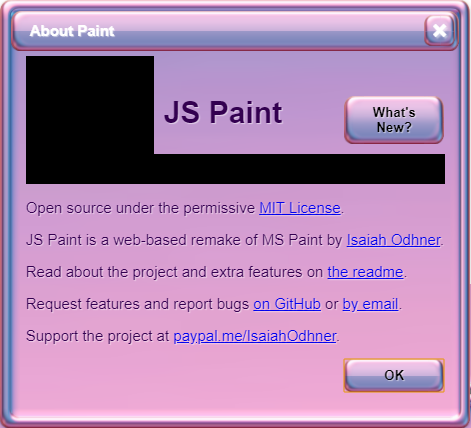 About Paint
JS Paint
What's
New?
Open source under the permissive MIT License.
JS Paint is a web-based remake of MS Paint by Isaiah Odhner.
Read about the project and extra features on the readme.
Request features and report bugs on GitHub or by email.
Support the project at paypal.me/IsaiahOdhner.
OK